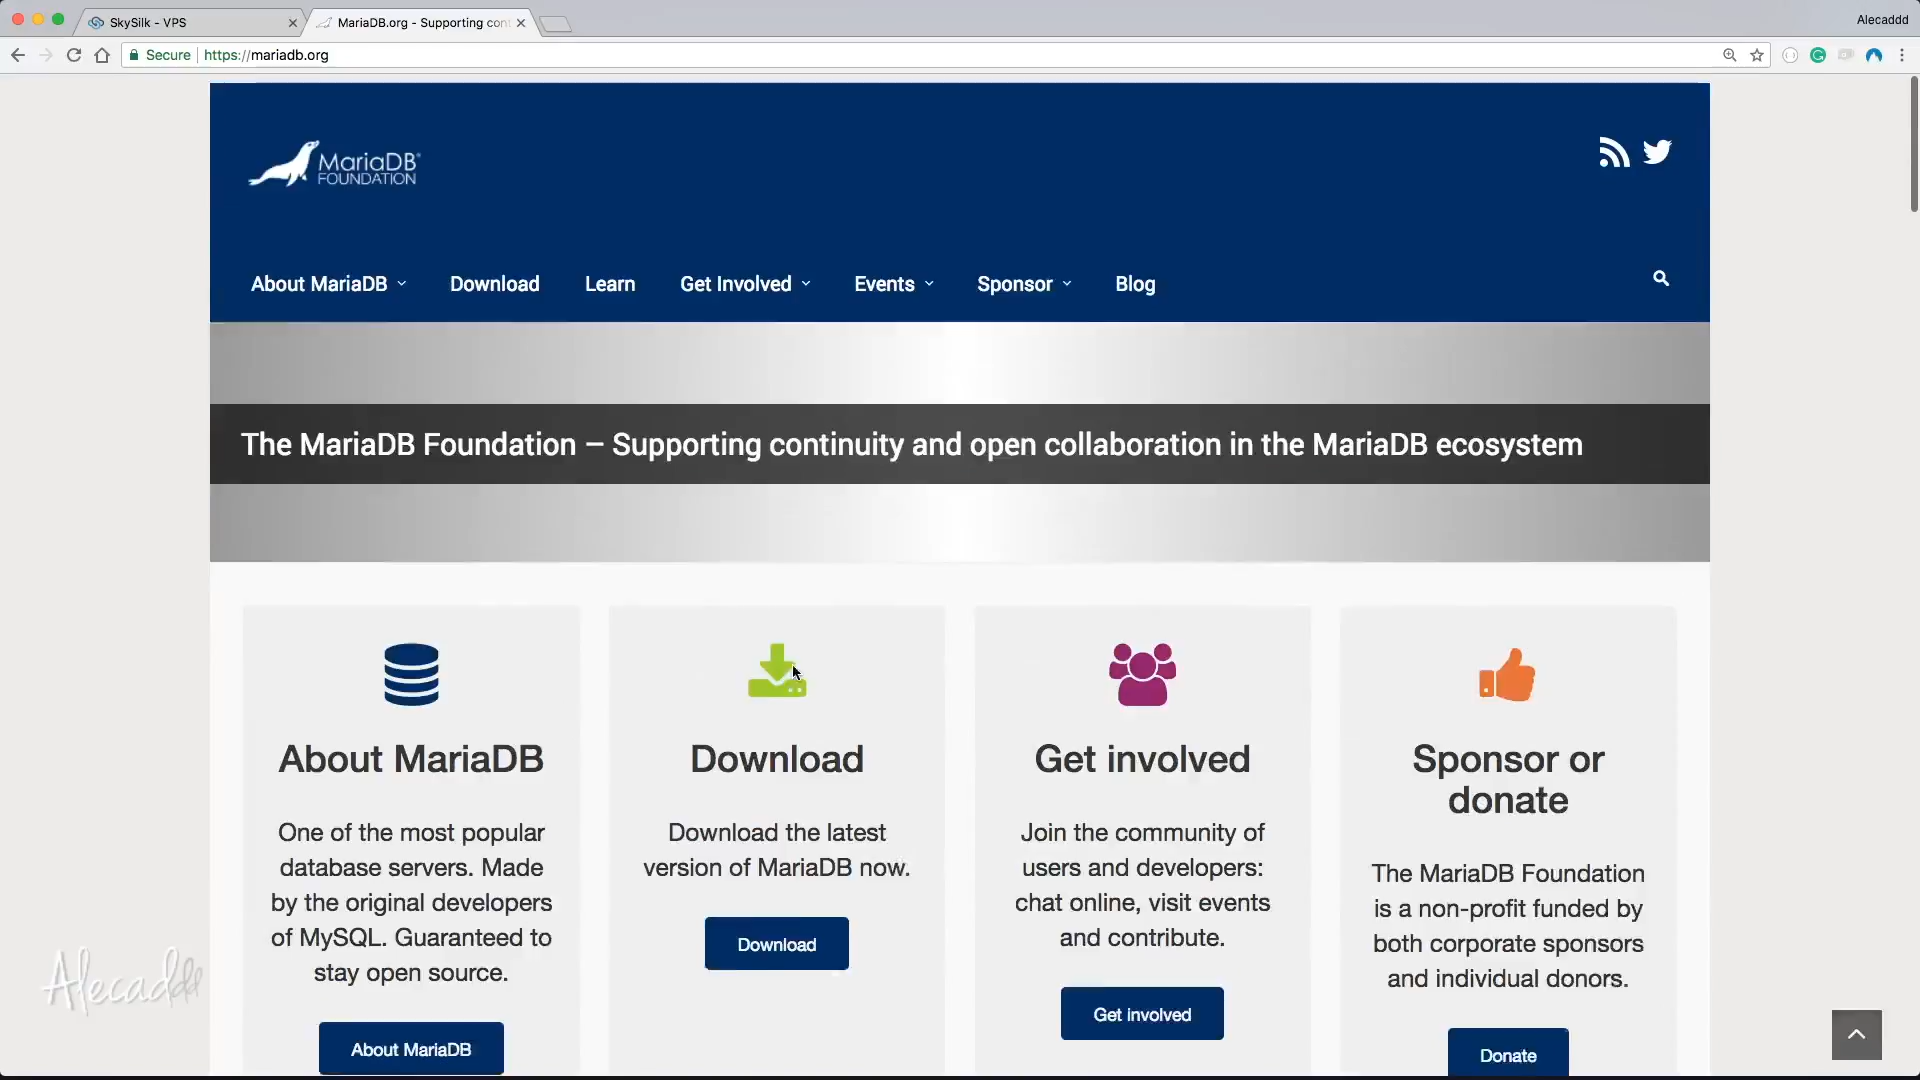 SkySilk - VPS
MariaDB.org - Supporting con
Alecaddd
Secure
https://mariadb.org
MariaDB
FOUNDATION
About MariaDB
Download
Learn
Get Involved
Events
Sponsor
Blog
The MariaDB Foundation – Supporting continuity and open collaboration in the MariaDB ecosystem
About MariaDB
One of the most popular
database servers. Made
by the original developers
of MySQL. Guaranteed to
stay open source.
About MariaDB
Download
Download the latest
version of MariaDB now.
Download
Get involved
Join the community of
users and developers:
chat online, visit events
and contribute.
Get involved
Sponsor or
donate
The MariaDB Foundation
is a non-profit funded by
both corporate sponsors
and individual donors.
Donate
Alecaddd